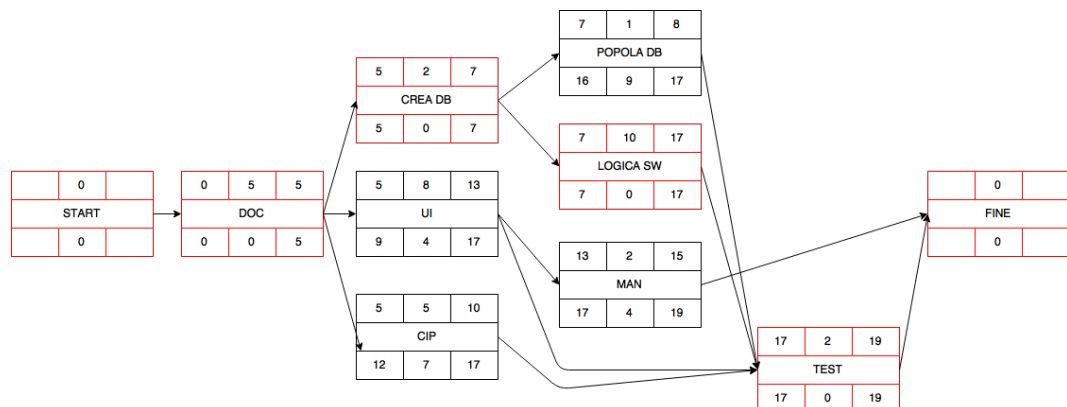 7 1 8
POPOLA DB
16 9 17
5 2 7
CREA DB
5 0 7
7 10 17
LOGICA SW
7 0 17
0
START
0
0 5 5
DOC
0 0 5
5 8 13
UI
9 4 17
0
FINE
0
13 2 15
MAN
17 4 19
5 5 10
CIP
12 7 17
17 2 19
TEST
17 0 19